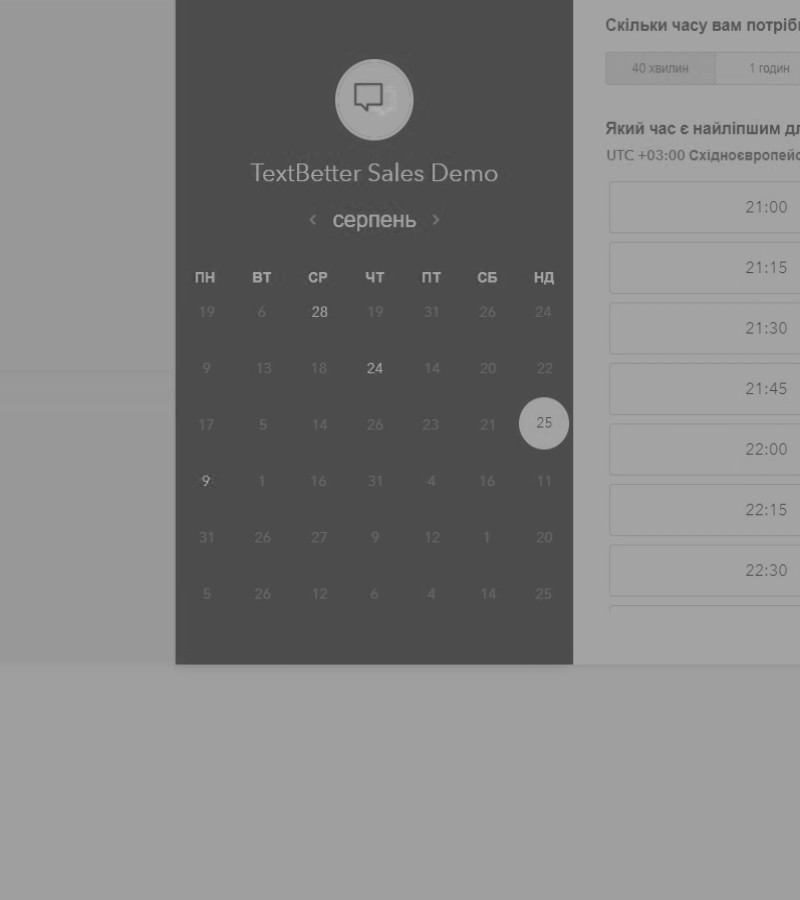 TextBetter Sales Demo
‹ серпень ›
ПН ВТ СР ЧТ ПТ СБ НД
19 6 28 19 31 26 24
9 13 18 24 14 20 22
17 5 14 26 23 21 25
9 1 16 31 4 16 11
31 26 27 9 12 1 20
5 26 12 6 4 14 25
Скільки часу вам потріб
40 хвилин 1 годин
Який час є найліпшим дл
UTC +03:00 Східноєвропейс
21:00
21:15
21:30
21:45
22:00
22:15
22:30